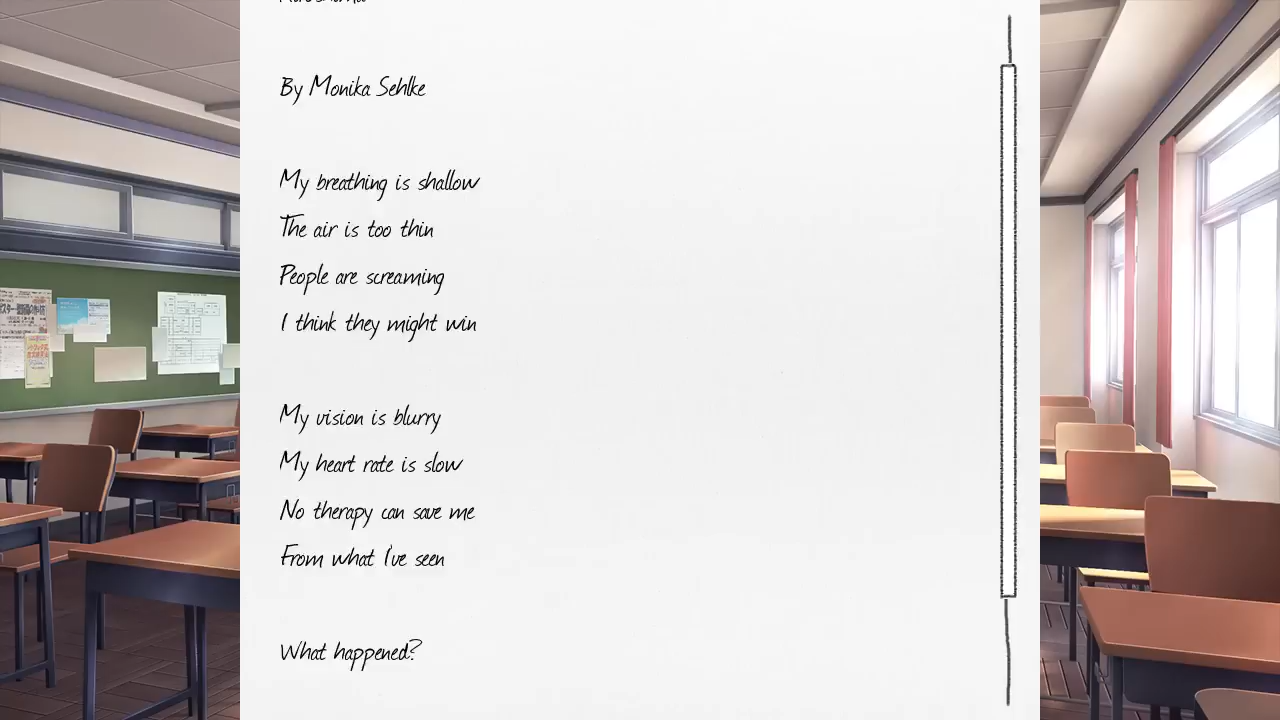 By Monika Sehlke
My breathing is shallow
The air is too thin
People are screaming
I think they might win
My vision is blurry
My heart rate is slow
No therapy can save me
From what I've seen
What happened?